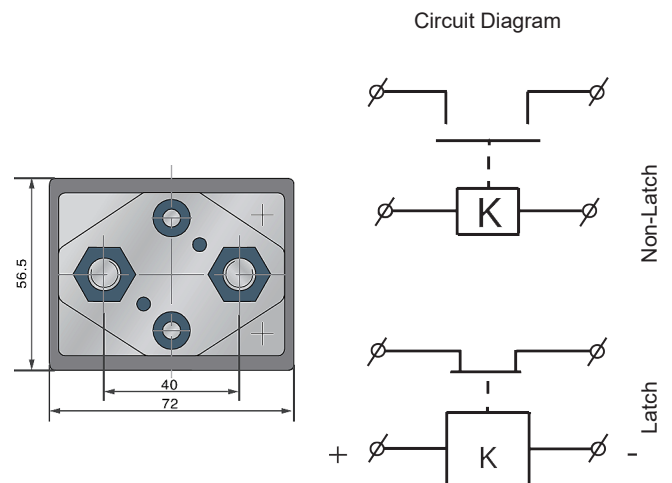 Circuit Diagram
K
Non-Latch
56.5
40
72
+ K -
Latch